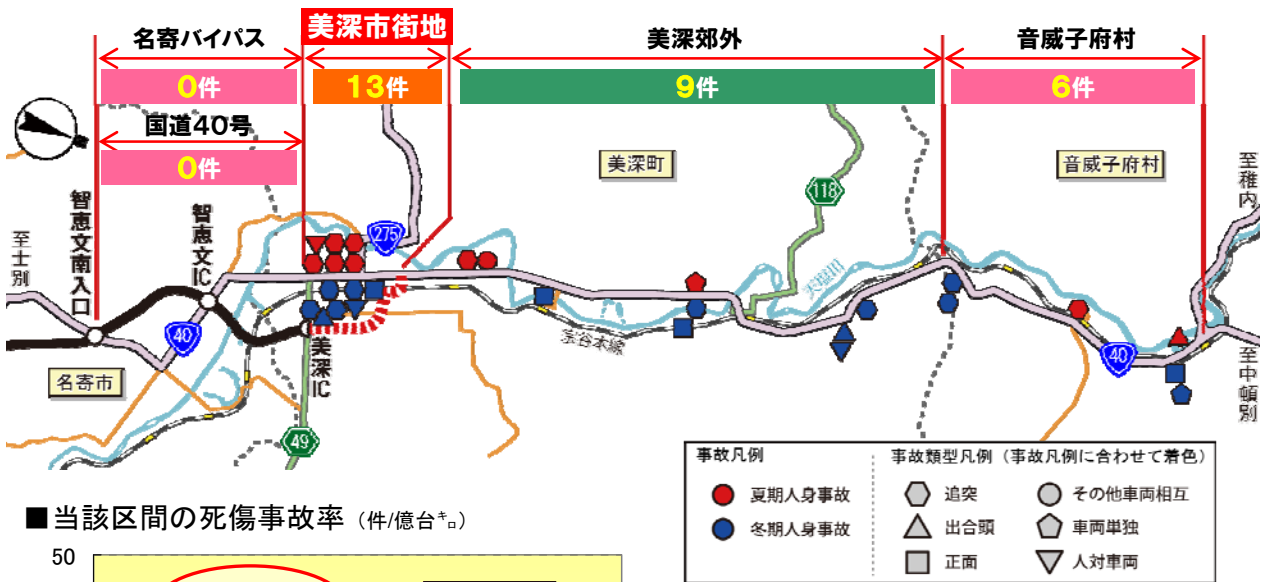 名寄バイパス
美深市街地
美深郊外
音威子府村
0件
13件
9件
6件
国道40号
0件
美深町
音威子府村
至稚内
118
智恵文南入口
智恵文IC
275
至士別
天塩川
40
宗谷本線
美深IC
40
至中頓別
名寄市
49
事故凡例
夏期人身事故
冬期人身事故
事故類型凡例（事故凡例に合わせて着色）
追突
その他車両相互
出合頭
車両単独
正面
人対車両
■当該区間の死傷事故率（件/億台㌔）
50